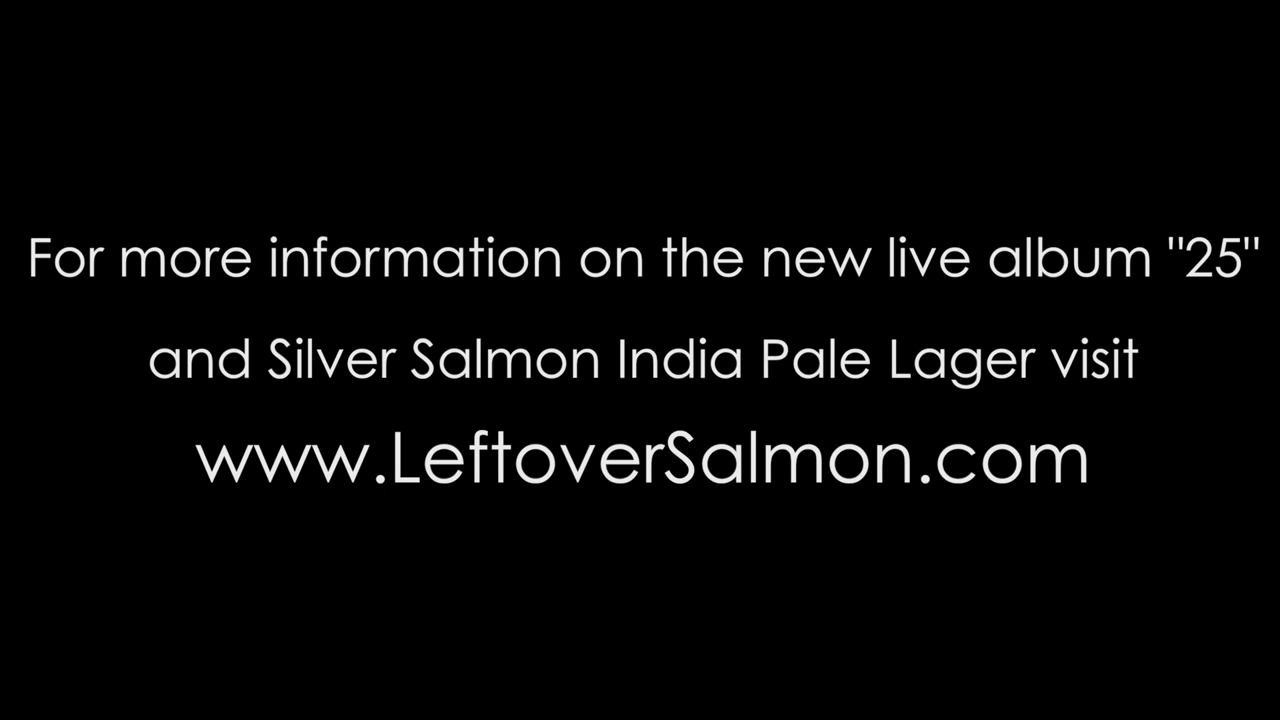 For more information on the new live album "25"
and Silver Salmon India Pale Lager visit
www.LeftoverSalmon.com